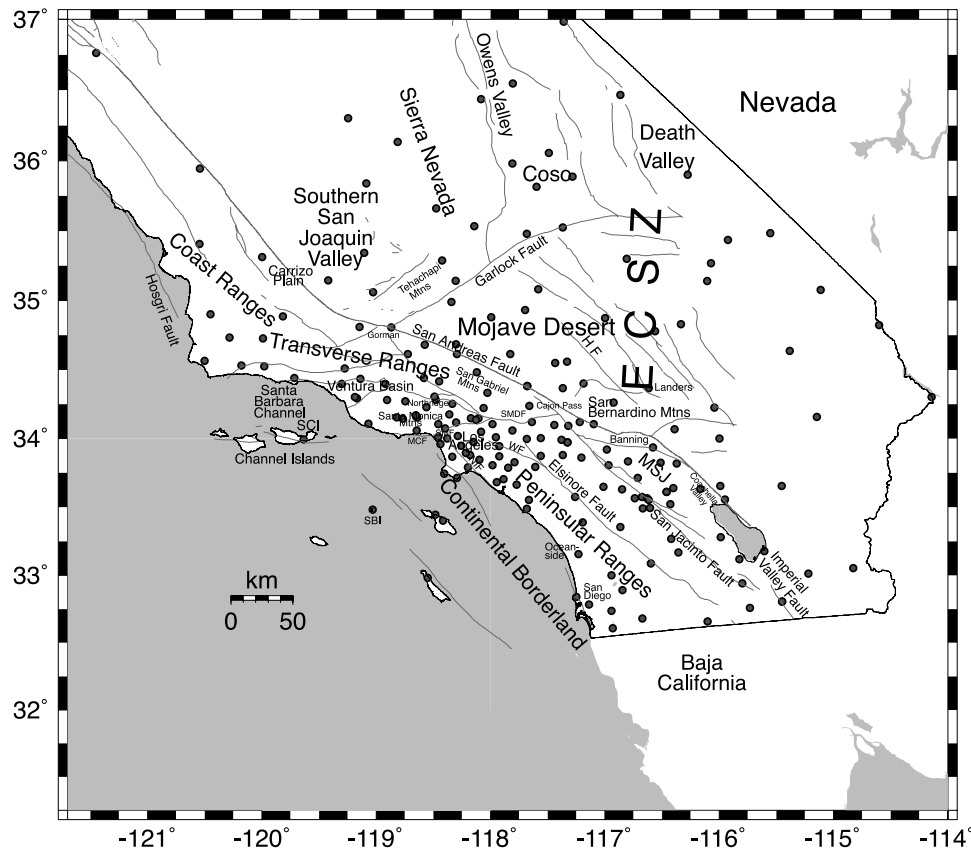 37°
36°
35°
34°
33°
32°
-121°
-120°
-119°
-118°
-117°
-116°
-115°
-114°
Nevada
Owens Valley
Sierra Nevada
Death
Valley
Coso
Southern
San
Joaquin
Valley
E C S Z
Coast Ranges
Carrizo
Plain
Tehachapi
Mtns
Garlock Fault
Hosgri Fault
Gorman
San Andreas Fault
Mojave Desert
H.F.
Transverse Ranges
Landers
Santa
Barbara
Channel
Ventura Basin
San Gabriel
Mtns
Northridge
Cajon Pass
San
Bernardino Mtns
SMDF
Santa Monica
Mtns
SCI
MCF
Los
Angeles
WF
Banning
Channel Islands
Elsinore Fault
MSJ
Coachella
Valley
SBI
Continental Borderland
Peninsular Ranges
San Jacinto Fault
Ocean-
side
Imperial
Valley Fault
San
Diego
km
0 50
Baja
California